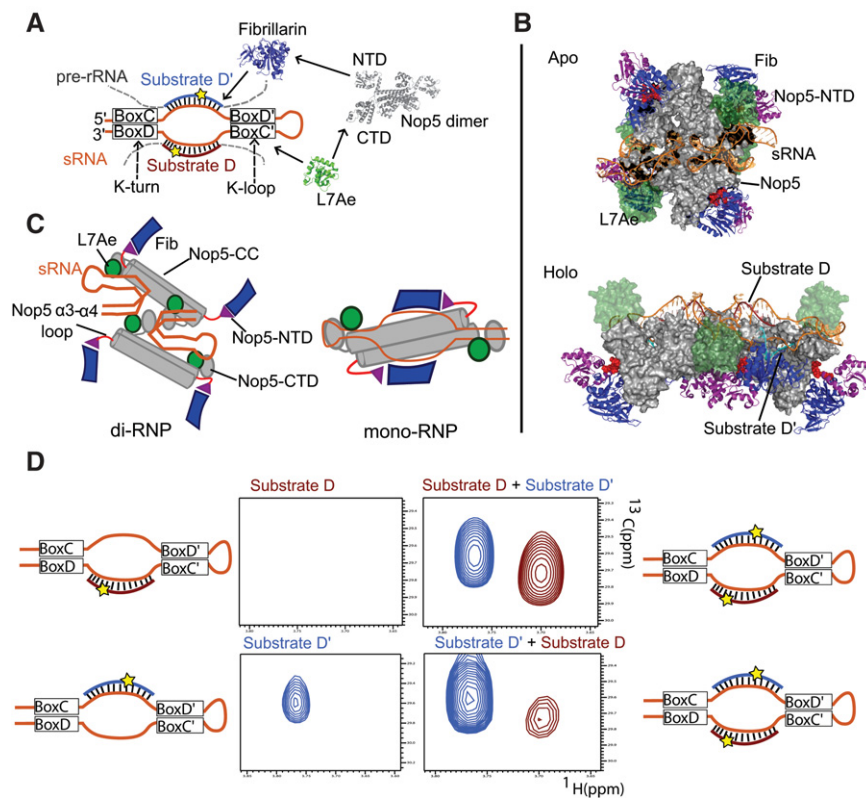 A
Fibrillarin
pre-rRNA
Substrate D'
NTD
BoxC
BoxD'
5'
3'
BoxD
BoxC'
Nop5 dimer
CTD
sRNA
Substrate D
K-turn
K-loop
L7Ae
B
Apo
Fib
Nop5-NTD
sRNA
Nop5
L7Ae
Holo
Substrate D
Substrate D'
C
L7Ae
Fib
Nop5-CC
sRNA
Nop5 α3-α4
loop
Nop5-NTD
Nop5-CTD
di-RNP
mono-RNP
D
Substrate D
Substrate D + Substrate D'
13 C(ppm)
BoxC
BoxD'
BoxD
BoxC'
BoxC
BoxD'
BoxD
BoxC'
Substrate D'
Substrate D' + Substrate D
BoxC
BoxD'
BoxD
BoxC'
BoxC
BoxD'
BoxD
BoxC'
1 H(ppm)